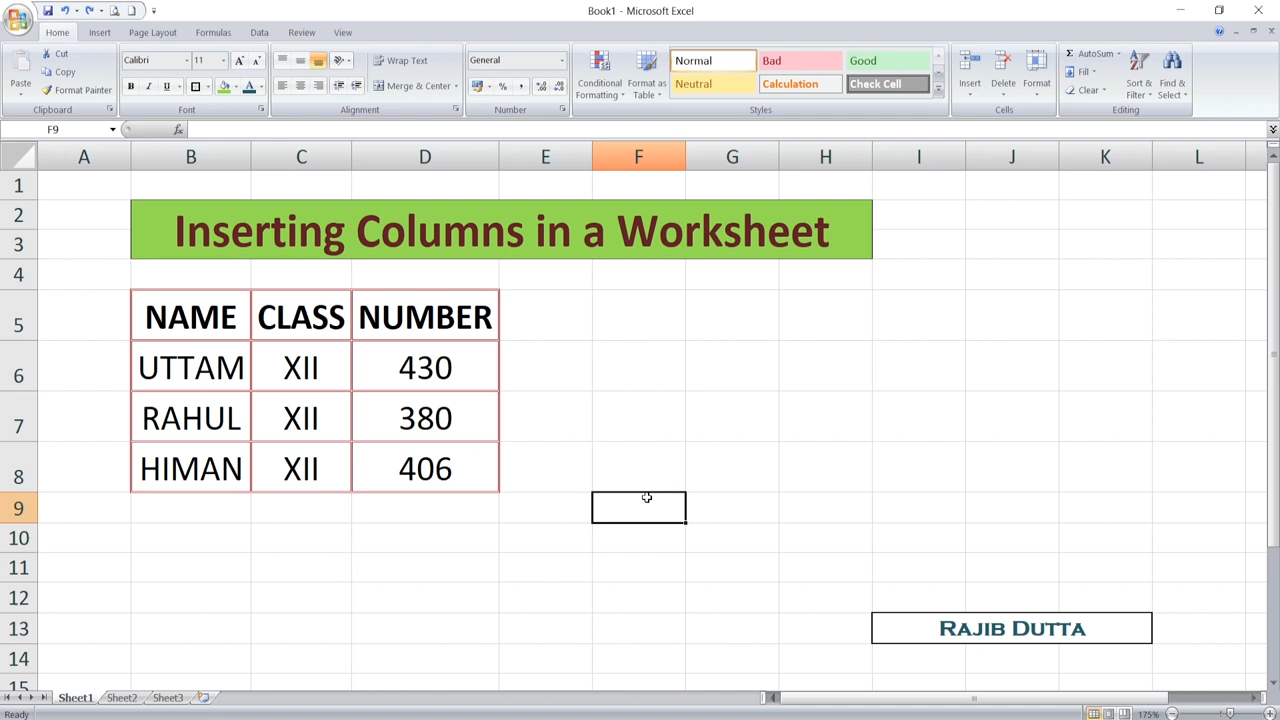 Book1 - Microsoft Excel
Home Insert Page Layout Formulas Data Review View
Cut
Copy
Format Painter
Paste
Clipboard
Calibri 11
B I U
Font
Wrap Text
Merge & Center
Alignment
General
% ,
Number
Conditional Formatting
Format as Table
Normal Bad Good
Neutral Calculation Check Cell
Styles
Insert Delete Format
Cells
AutoSum
Fill
Clear
Sort & Filter
Find & Select
Editing
F9 fx
A B C D E F G H I J K L
1
2
3
Inserting Columns in a Worksheet
4
5 NAME CLASS NUMBER
6 UTTAM XII 430
7 RAHUL XII 380
8 HIMAN XII 406
9
10
11
12
13 Rajib Dutta
14
15
Sheet1 Sheet2 Sheet3
Ready 175%